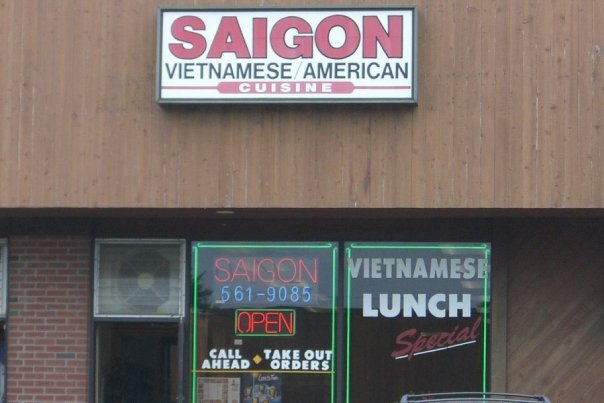 SAIGON
VIETNAMESE/AMERICAN
CUISINE
SAIGON
561-9085
OPEN
CALL AHEAD
TAKE OUT ORDERS
VIETNAMESE
LUNCH
Special